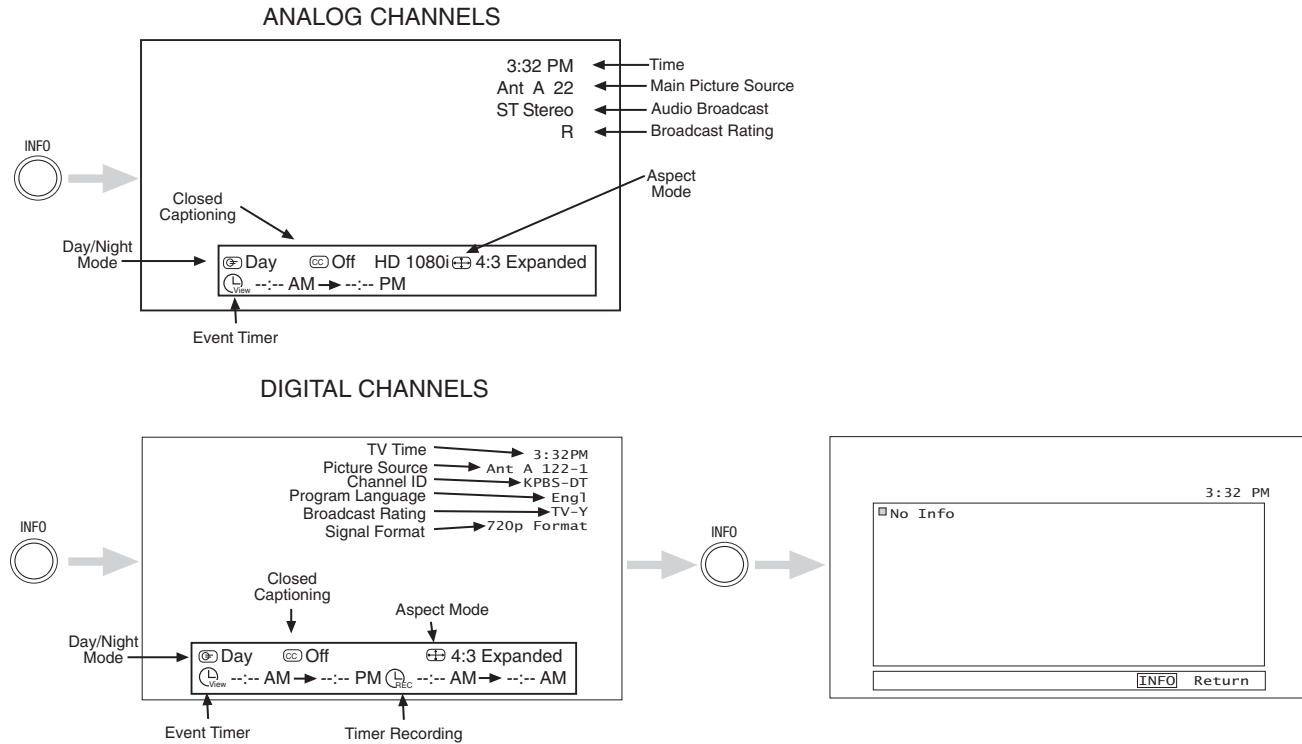 ANALOG CHANNELS
3:32 PM
Time
Ant A 22
Main Picture Source
ST Stereo
Audio Broadcast
R
Broadcast Rating
INFO
Aspect
Mode
Closed
Captioning
Day/Night
Mode
Day
CC Off
HD 1080i
4:3 Expanded
View --:-- AM --:-- PM
Event Timer
DIGITAL CHANNELS
TV Time
3:32PM
Picture Source
Ant A 122-1
Channel ID
KPBS-DT
Program Language
Engl
Broadcast Rating
TV-Y
Signal Format
720p Format
INFO
INFO
3:32 PM
No Info
INFO Return
Closed
Captioning
Aspect Mode
Day/Night
Mode
Day
CC Off
4:3 Expanded
View --:-- AM --:-- PM REC --:-- AM --:-- AM
Event Timer
Timer Recording